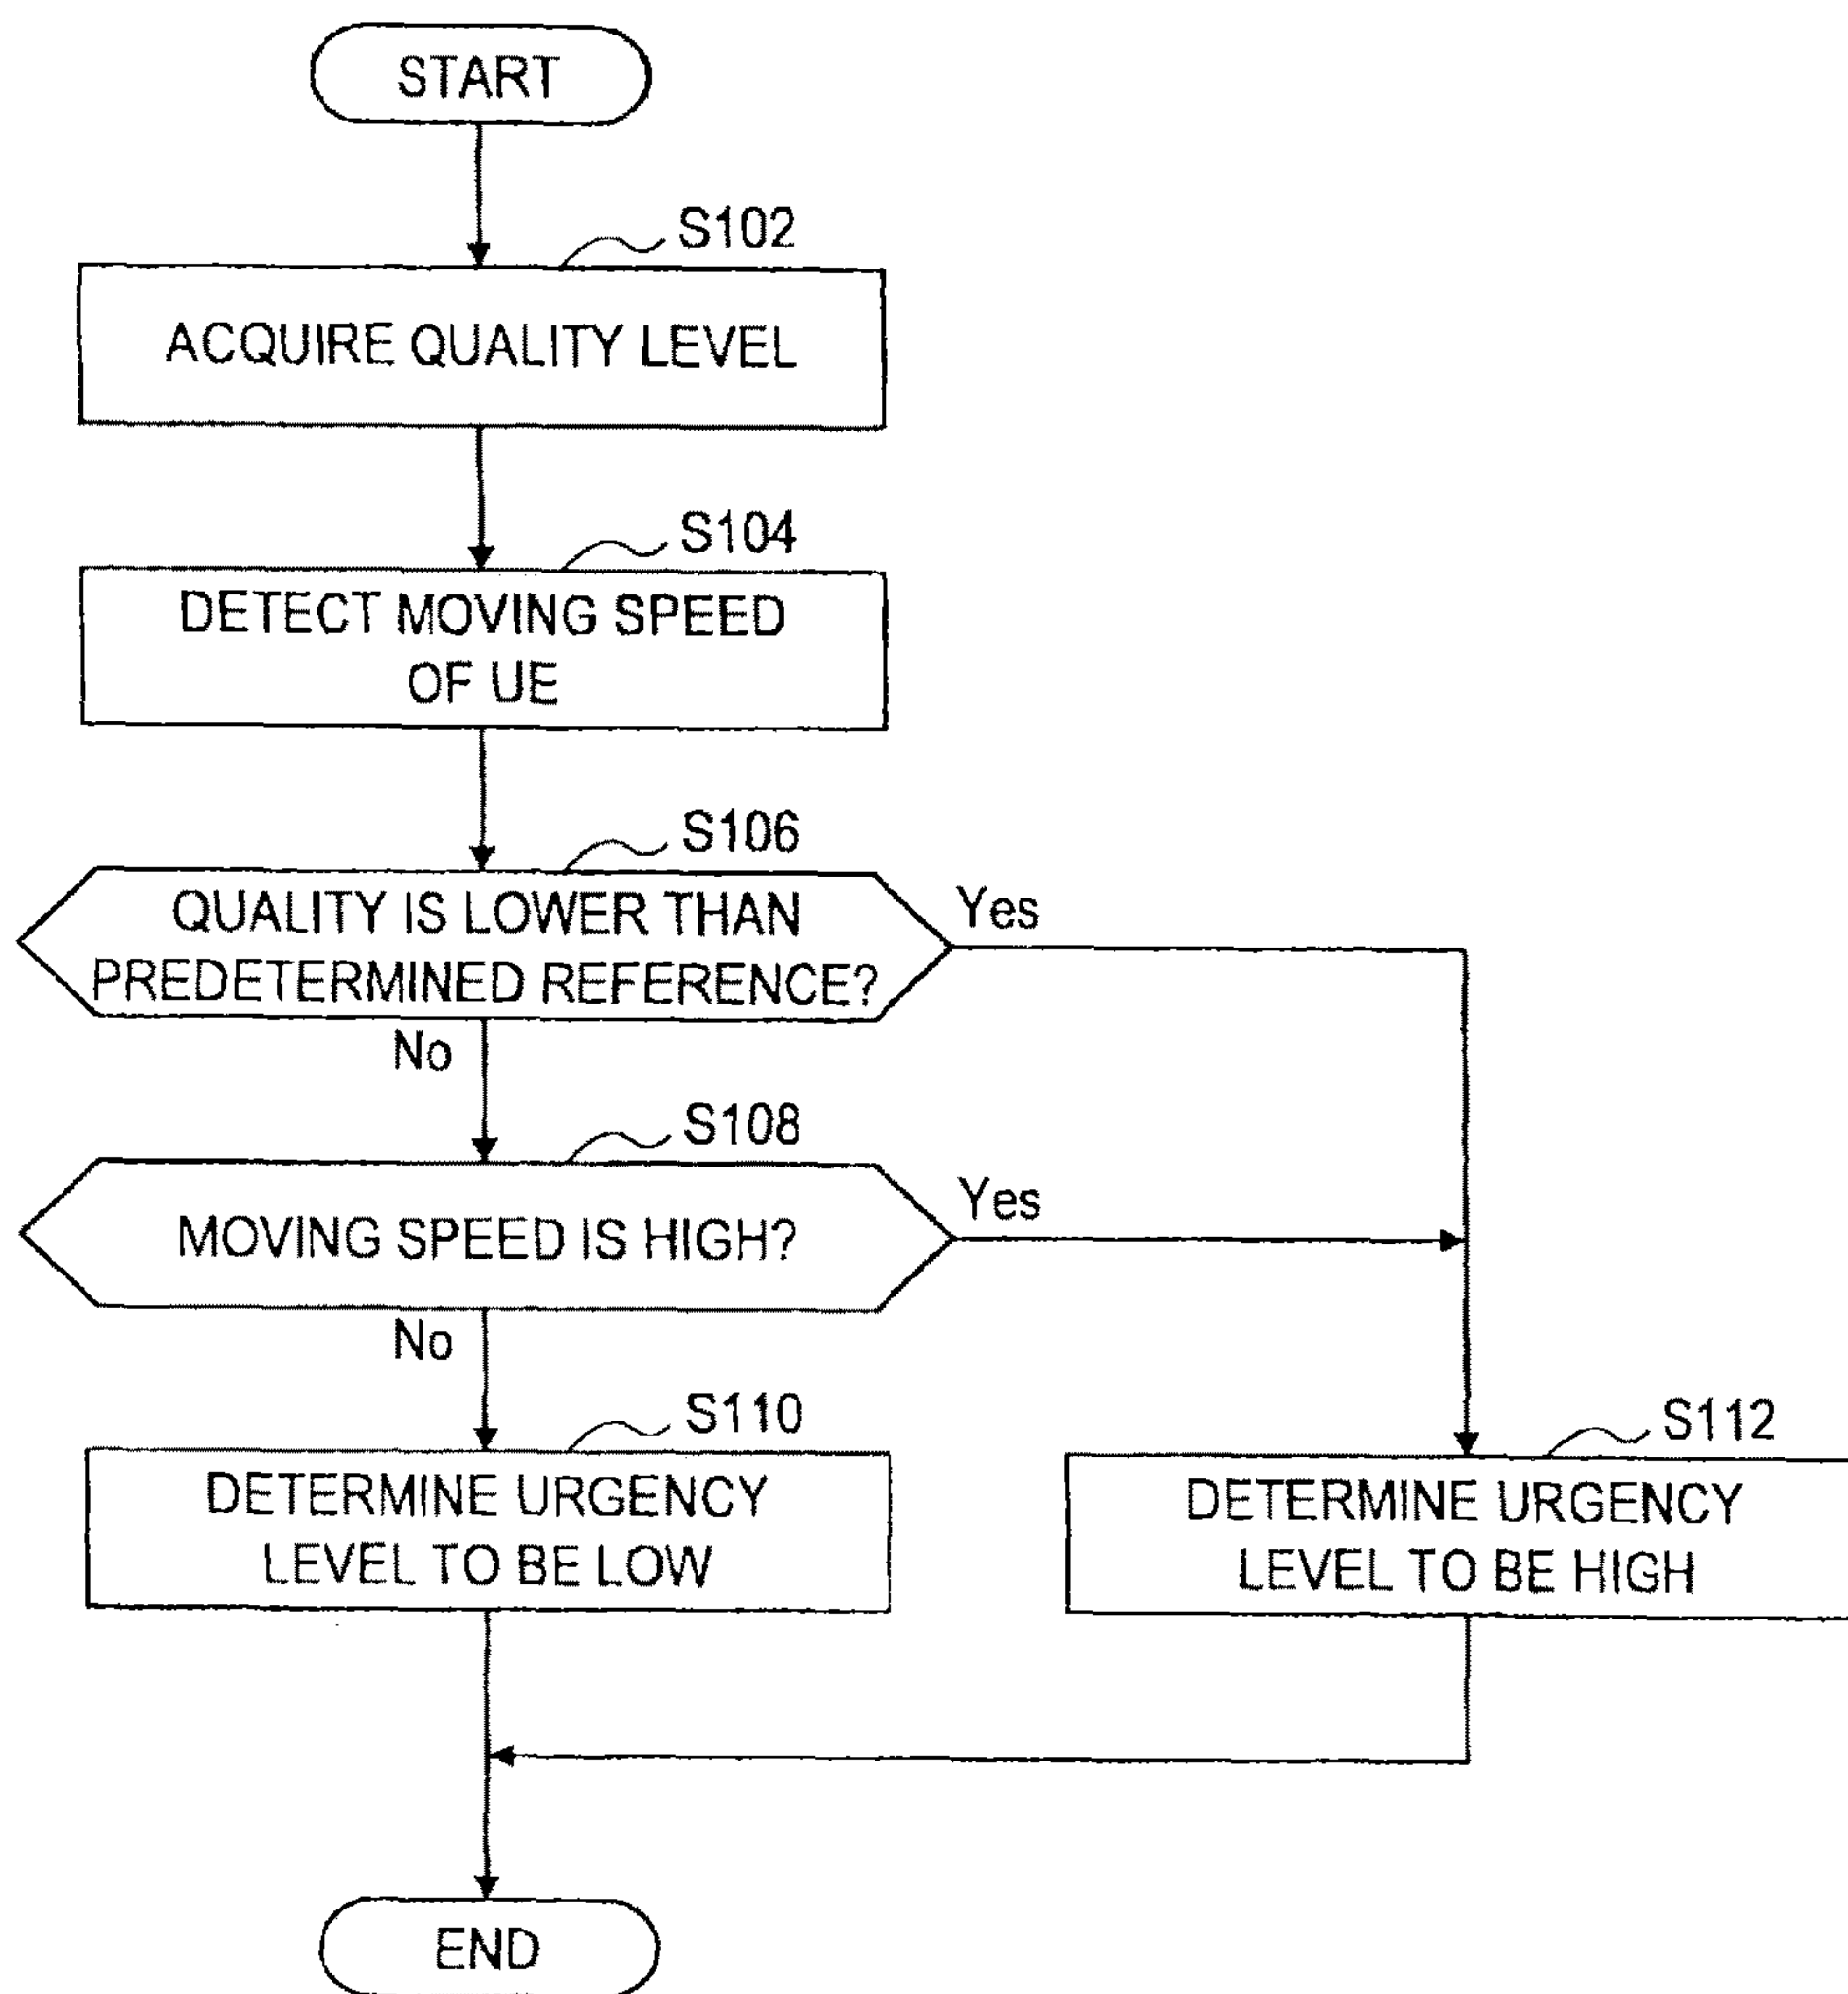 START
S102
ACQUIRE QUALITY LEVEL
S104
DETECT MOVING SPEED
OF UE
S106
QUALITY IS LOWER THAN
PREDETERMINED REFERENCE?
Yes
No
S108
MOVING SPEED IS HIGH?
Yes
No
S110
DETERMINE URGENCY
LEVEL TO BE LOW
S112
DETERMINE URGENCY
LEVEL TO BE HIGH
END